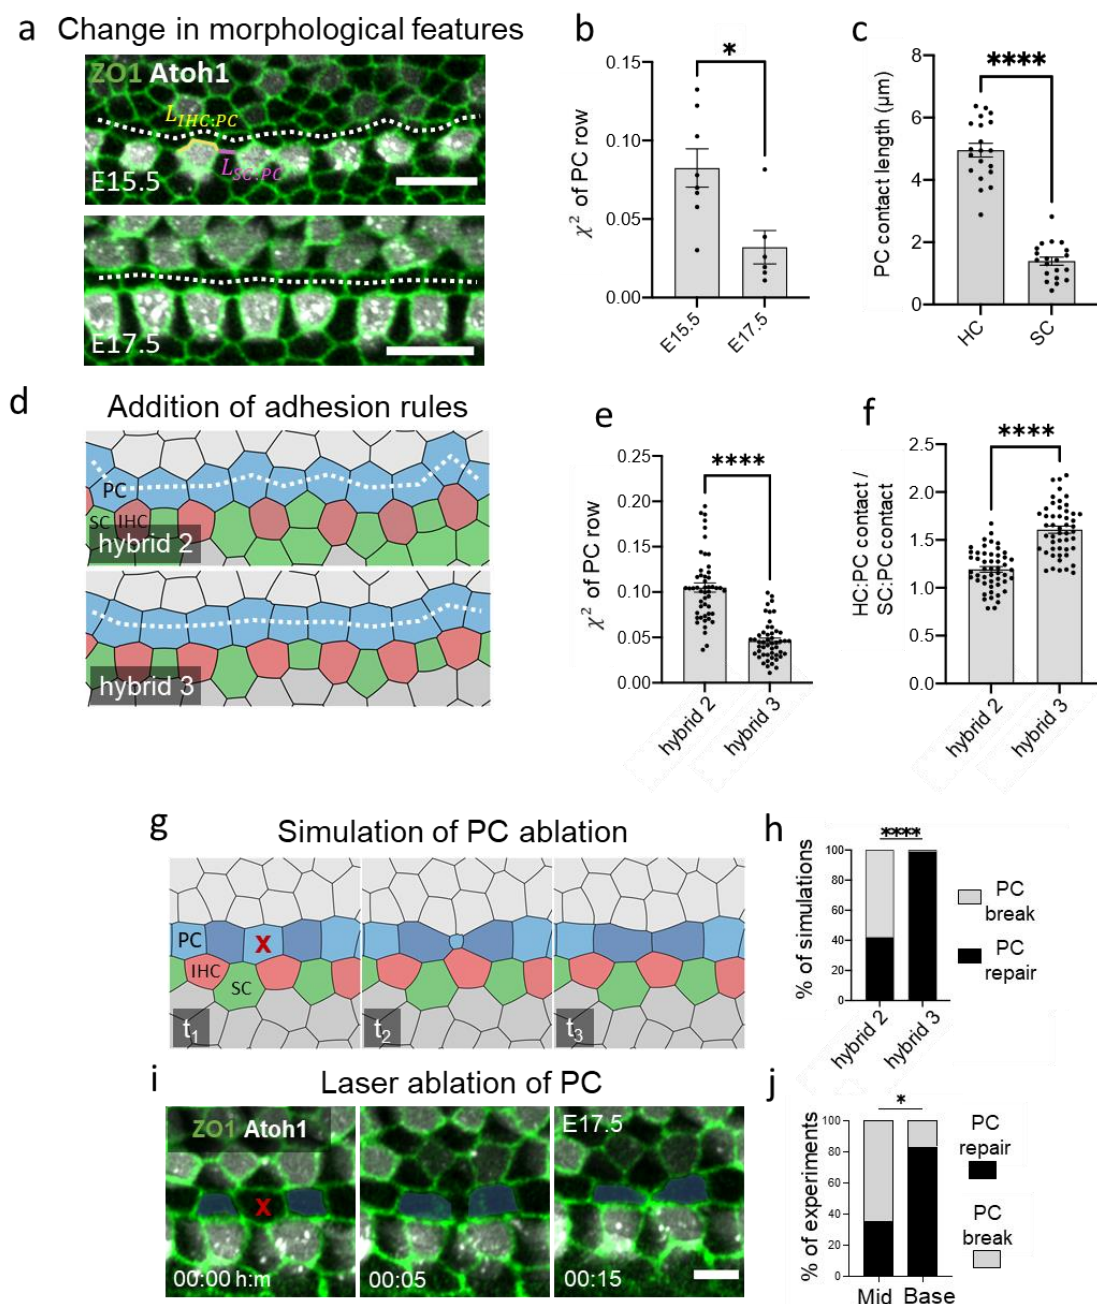 a Change in morphological features
ZO1 Atoh1
L_IHC:PC
L_SC:PC
E15.5
E17.5
b
*
χ² of PC row
0.15
0.10
0.05
0.00
E15.5
E17.5
c
****
PC contact length (μm)
8
6
4
2
0
HC
SC
d Addition of adhesion rules
PC
SC IHC
hybrid 2
hybrid 3
e
****
χ² of PC row
0.25
0.20
0.15
0.10
0.05
0.00
hybrid 2
hybrid 3
f
****
HC:PC contact /
SC:PC contact
2.5
2.0
1.5
1.0
0.5
0.0
hybrid 2
hybrid 3
g Simulation of PC ablation
PC
X
IHC
SC
t₁
t₂
t₃
h
****
% of simulations
100
80
60
40
20
0
hybrid 2
hybrid 3
PC
break
PC
repair
i Laser ablation of PC
ZO1 Atoh1
X
00:00 h:m
00:05
E17.5
00:15
j
*
% of experiments
100
80
60
40
20
0
Mid
Base
PC
repair
PC
break